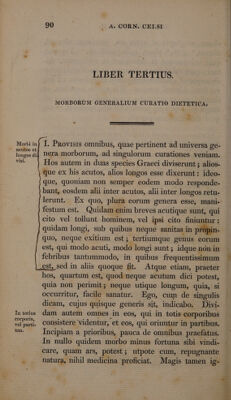 90
A. CORN. CELSI
LIBER TERTIUS.
MORBORUM GENERALIUM CURATIO DIETETICA.
Morbi in
acutos et
longos di-
visi.
I. PROVISIS omnibus, quae pertinent ad universa ge-
nera morborum, ad singulorum curationes veniam.
Hos autem in duas species Graeci diviserunt; alios-
que ex his acutos, alios longos esse dixerunt: ideo-
que, quoniam non semper eodem modo responde-
bant, eosdem alii inter acutos, alii inter longos retu-
lerunt. Ex quo, plura eorum genera esse, mani-
festum est. Quidam enim breves acutique sunt, qui
cito vel tollunt hominem, vel ipsi cito finiuntur:
quidam longi, sub quibus neque sanitas in propin-
quo, neque exitium est; tertiumque genus eorum
est, qui modo acuti, modo longi sunt; idque non in
febribus tantummodo, in quibus frequentissimum
est, sed in aliis quoque fit. Atque etiam, praeter
hos, quartum est, quod neque acutum dici potest,
quia non perimit; neque utique longum, quia, si
occurritur, facile sanatur. Ego, cum de singulis
dicam, cujus quisque generis sit, indicabo. Divi-
In totius
corporis,
vel parti-
um.
dam autem omnes in eos, qui in totis corporibus
consistere videntur, et eos, qui oriuntur in partibus.
Incipiam a prioribus, pauca de omnibus praefatus.
In nullo quidem morbo minus fortuna sibi vindi-
care, quam ars, potest; utpote cum, repugnante
natura, nihil medicina proficiat. Magis tamen ig-